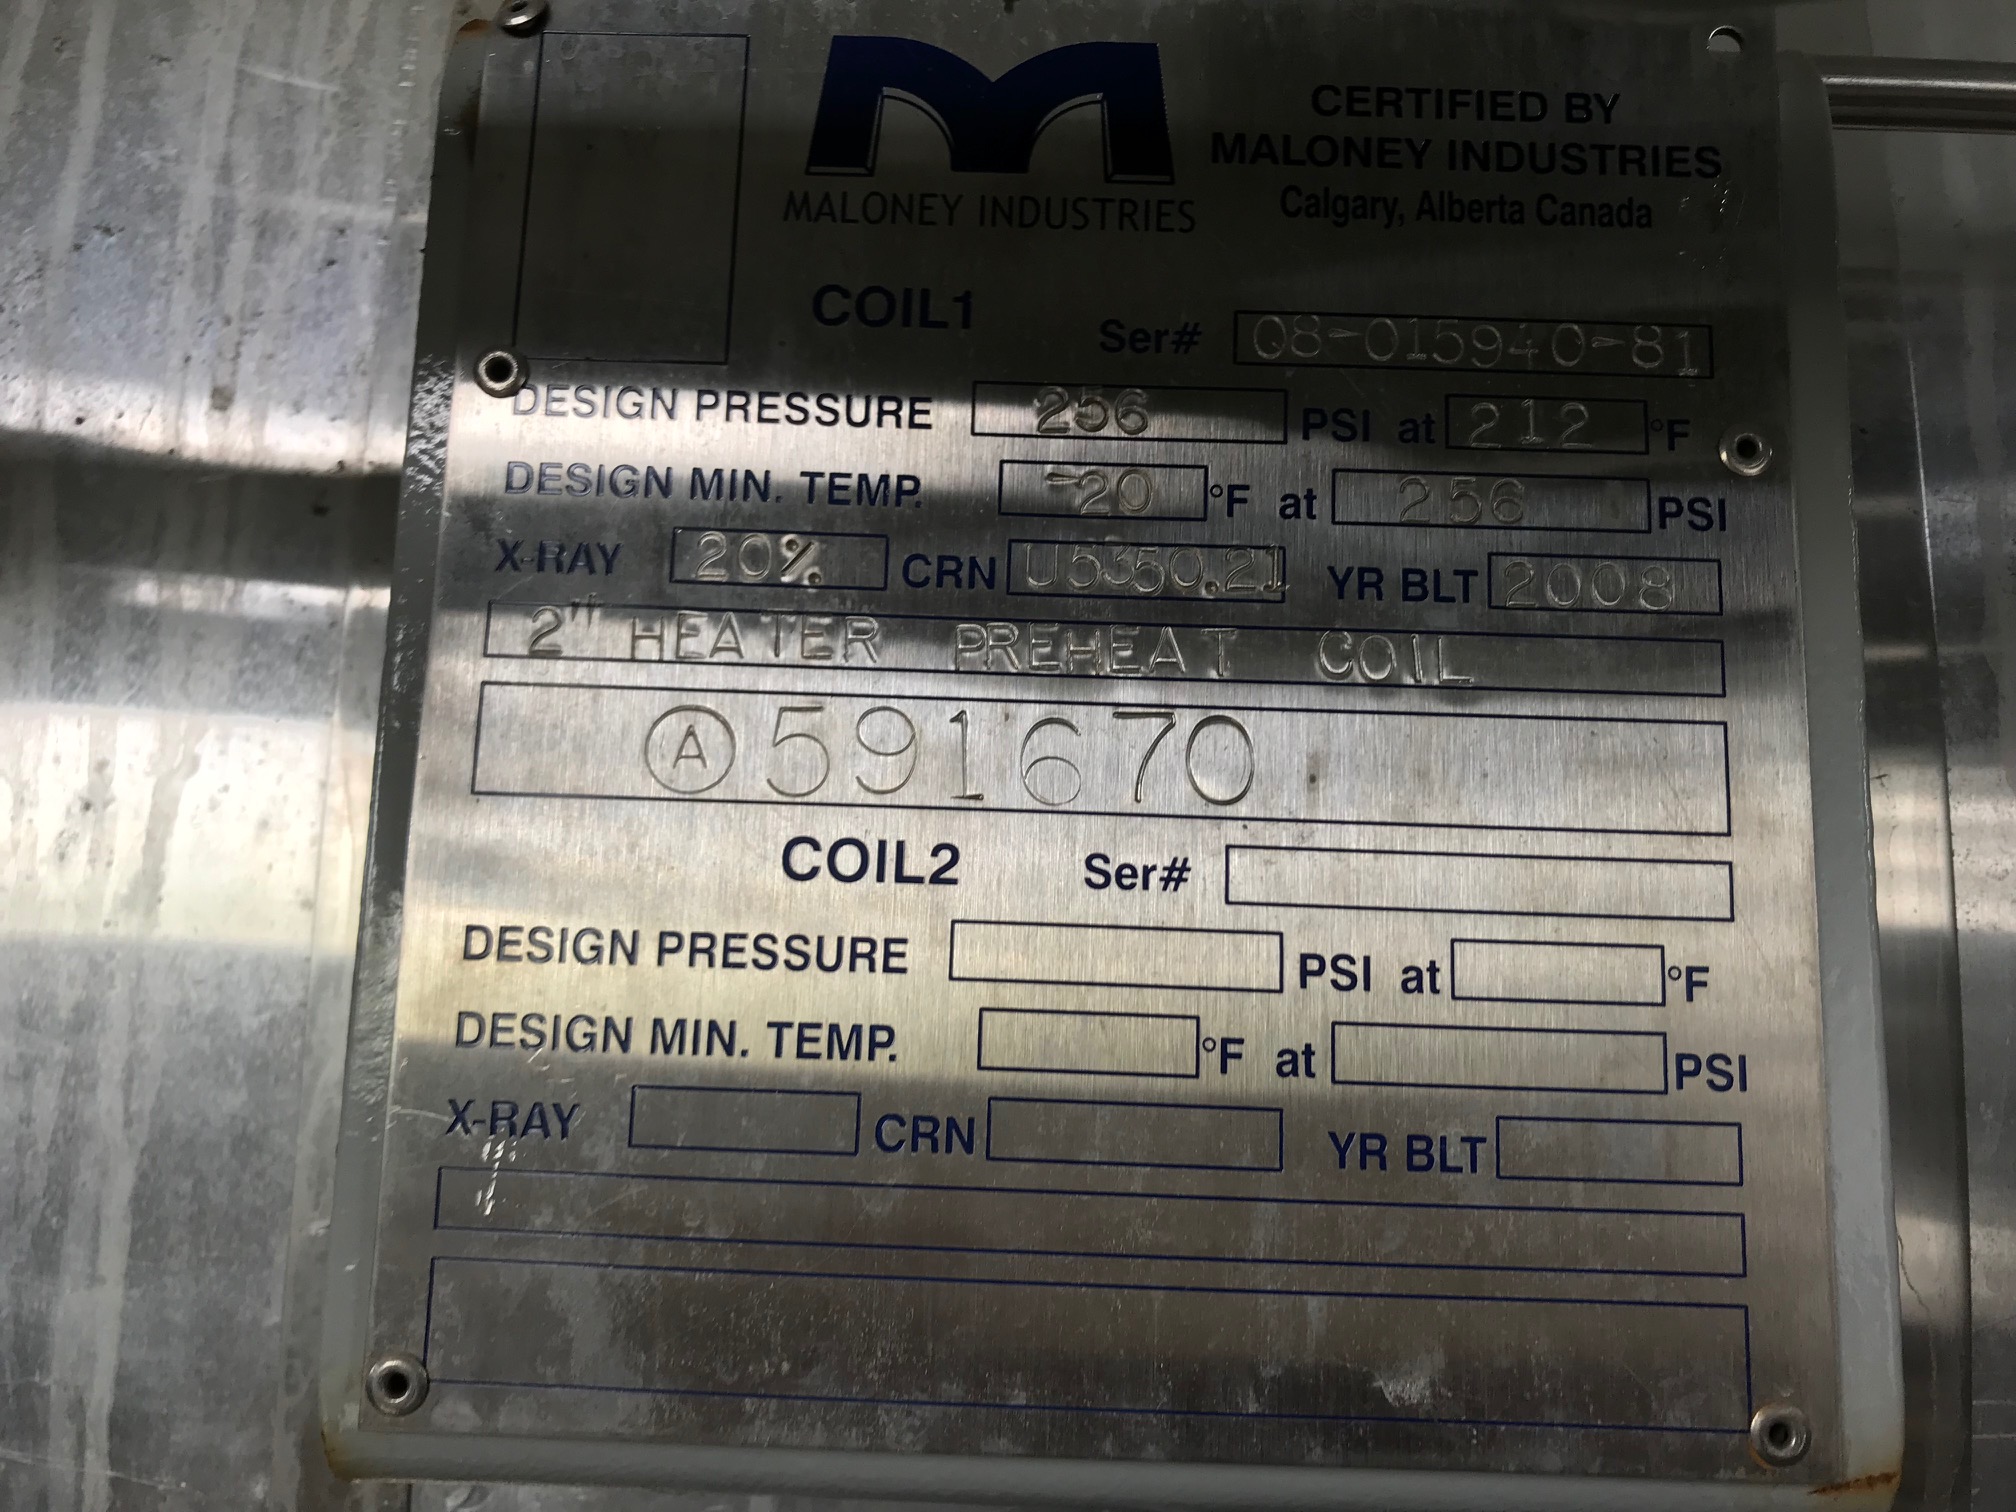 MALONEY INDUSTRIES
CERTIFIED BY
MALONEY INDUSTRIES
Calgary, Alberta Canada
COIL1 Ser# 08-015940-81
DESIGN PRESSURE 256 PSI at 212 °F
DESIGN MIN. TEMP. -20 °F at 256 PSI
X-RAY 20% CRN U5350.21 YR BLT 2008
2" HEATER PREHEAT COIL
Ⓐ591670
COIL2 Ser#
DESIGN PRESSURE PSI at °F
DESIGN MIN. TEMP. °F at PSI
X-RAY CRN YR BLT